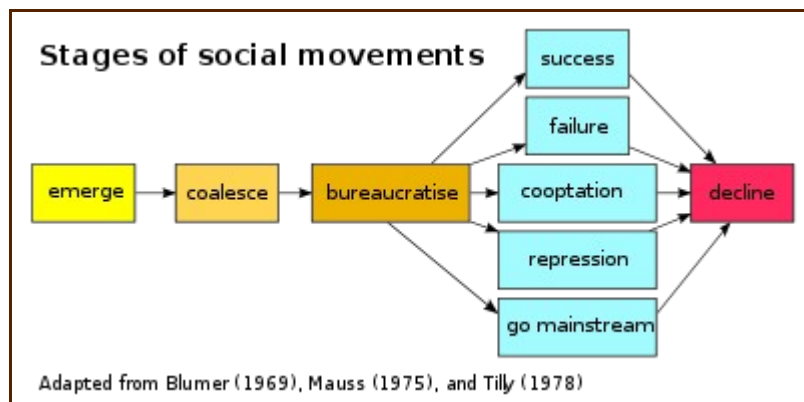 Stages of social movements
success
failure
emerge
coalesce
bureaucratise
cooptation
decline
repression
go mainstream
Adapted from Blumer (1969), Mauss (1975), and Tilly (1978)